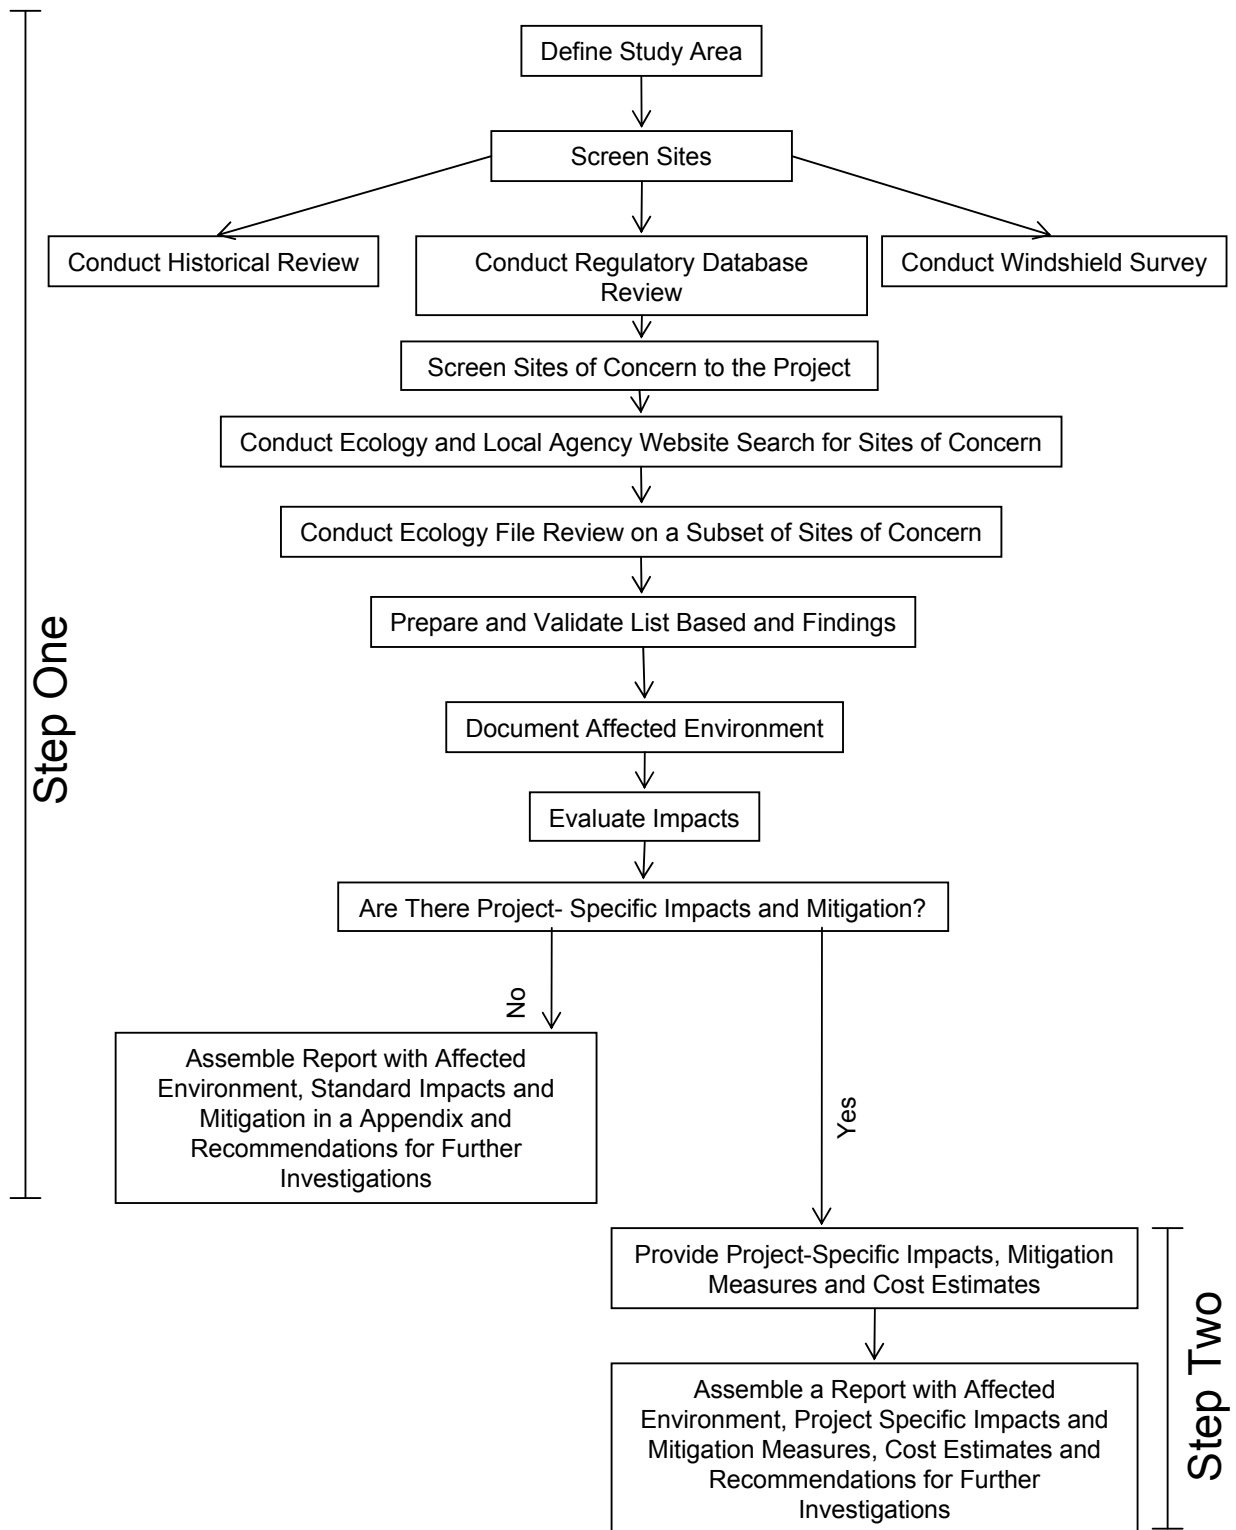 Define Study Area
Screen Sites
Conduct Historical Review
Conduct Regulatory Database
Review
Conduct Windshield Survey
Screen Sites of Concern to the Project
Conduct Ecology and Local Agency Website Search for Sites of Concern
Conduct Ecology File Review on a Subset of Sites of Concern
Prepare and Validate List Based and Findings
Step One
Document Affected Environment
Evaluate Impacts
Are There Project- Specific Impacts and Mitigation?
No
Assemble Report with Affected
Environment, Standard Impacts and
Mitigation in a Appendix and
Recommendations for Further
Investigations
Yes
Provide Project-Specific Impacts, Mitigation
Measures and Cost Estimates
Assemble a Report with Affected
Environment, Project Specific Impacts and
Mitigation Measures, Cost Estimates and
Recommendations for Further
Investigations
Step Two